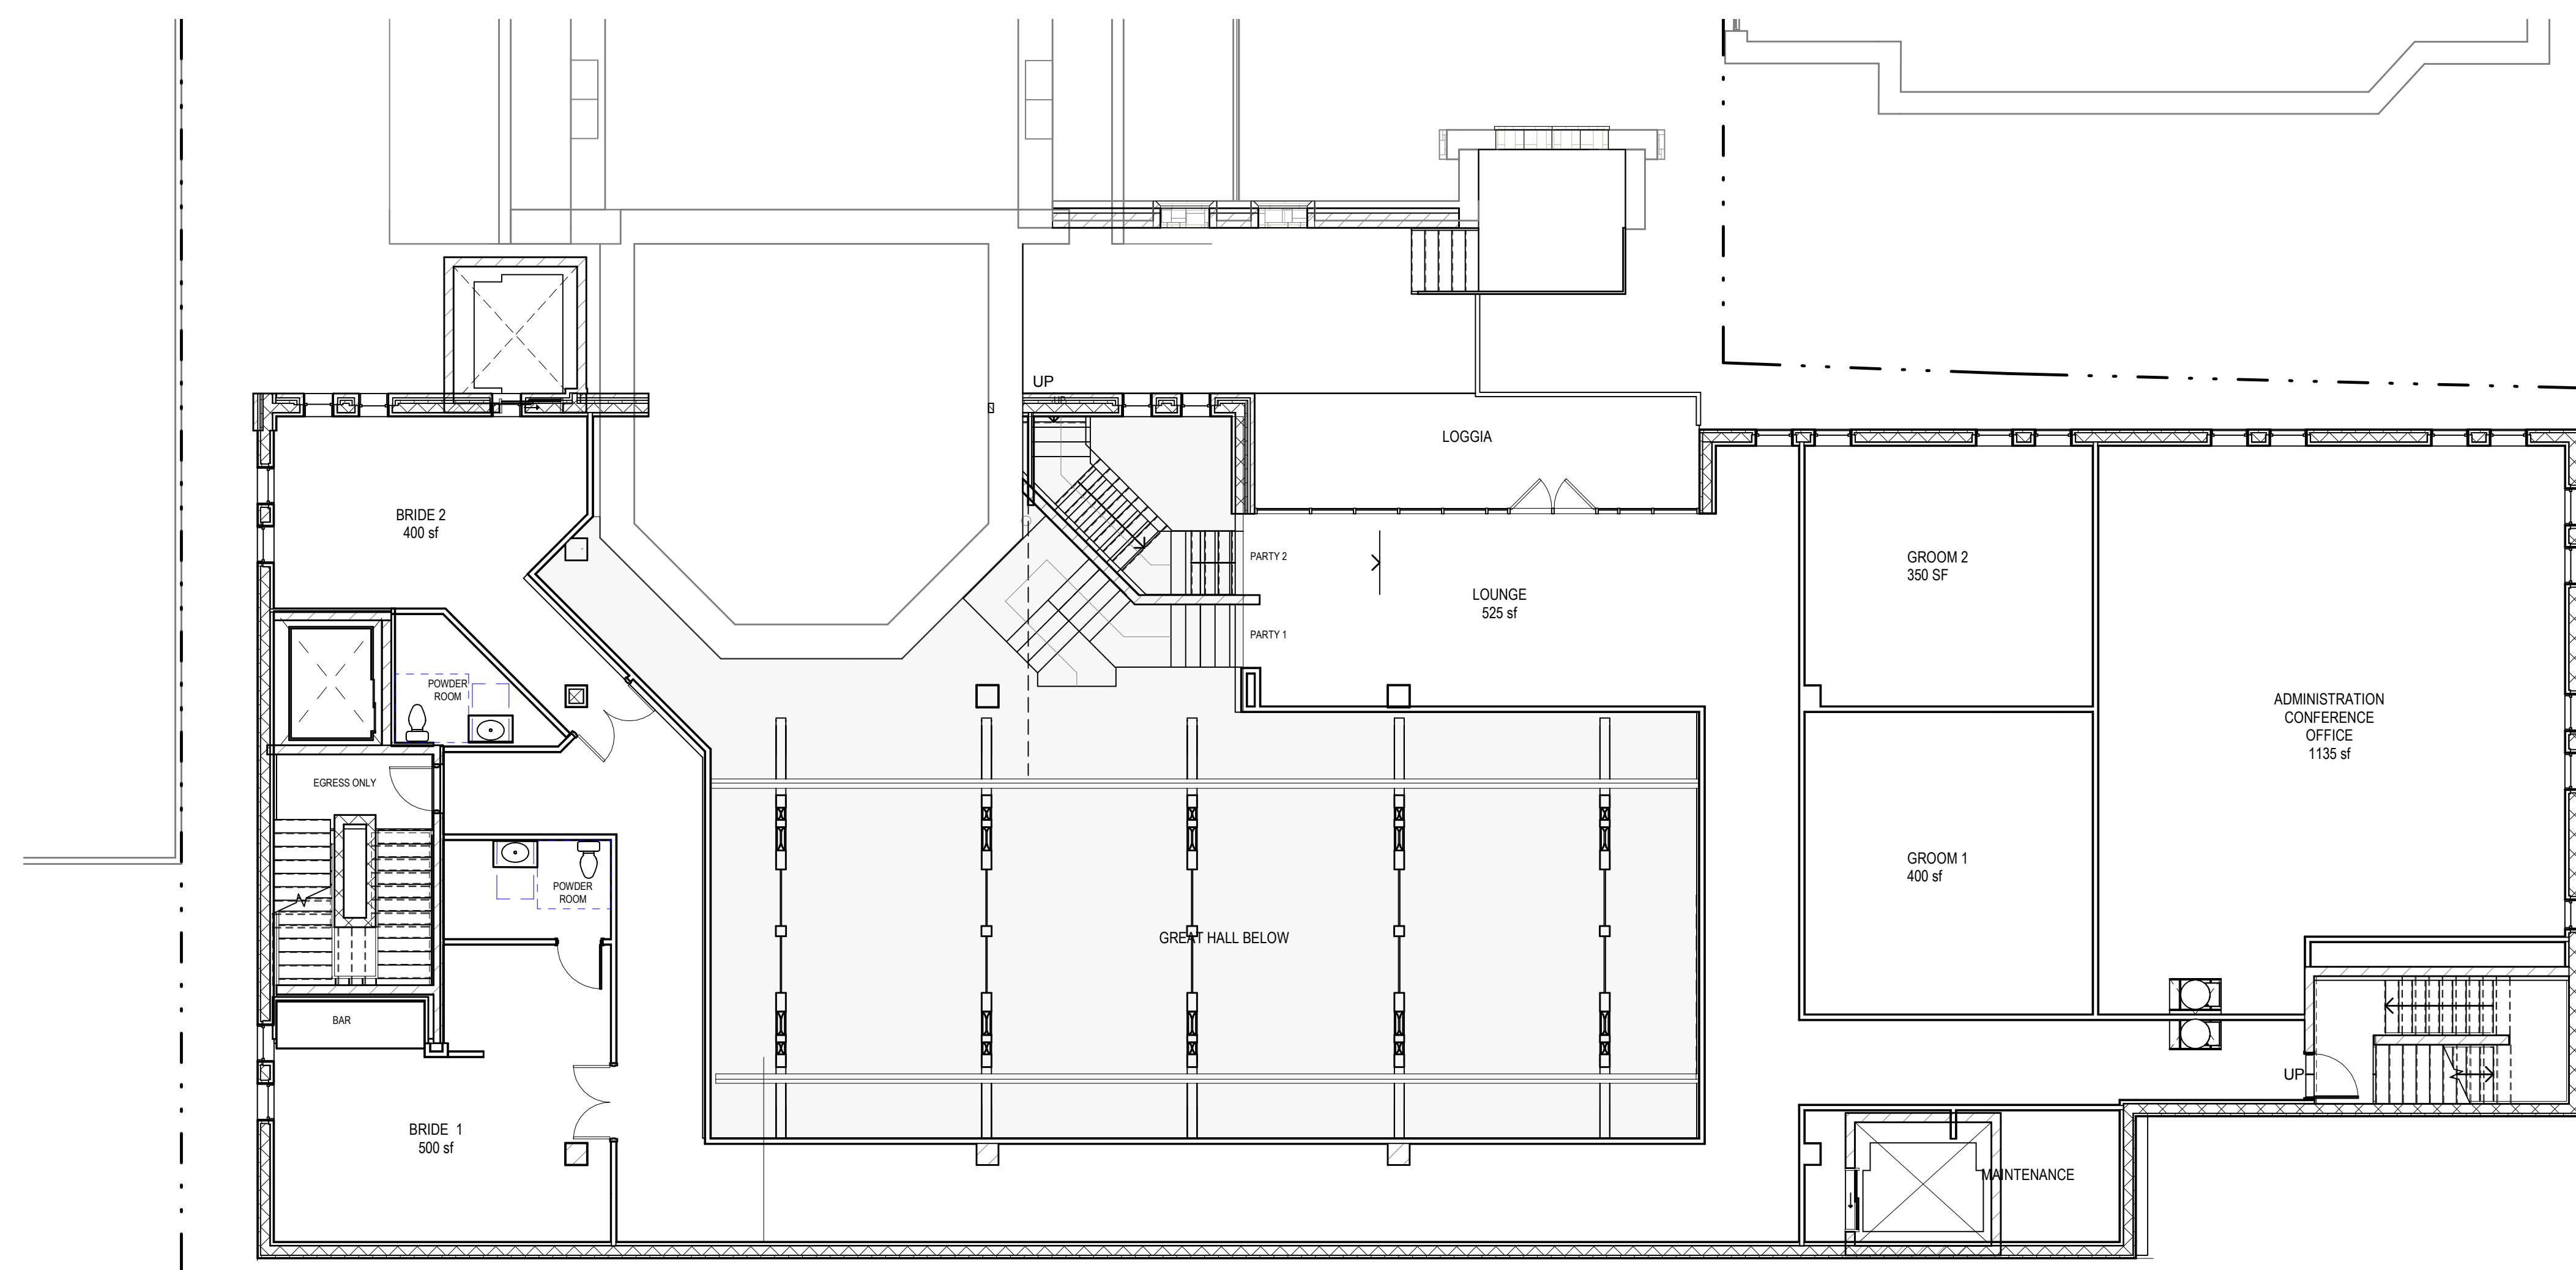 UP
UP
LOGGIA
BRIDE 2
400 sf
PARTY 2
GROOM 2
350 SF
LOUNGE
525 sf
PARTY 1
POWDER
ROOM
ADMINISTRATION
CONFERENCE
OFFICE
1135 sf
EGRESS ONLY
GROOM 1
400 sf
POWDER
ROOM
GREAT HALL BELOW
BAR
UP
BRIDE 1
500 sf
MAINTENANCE